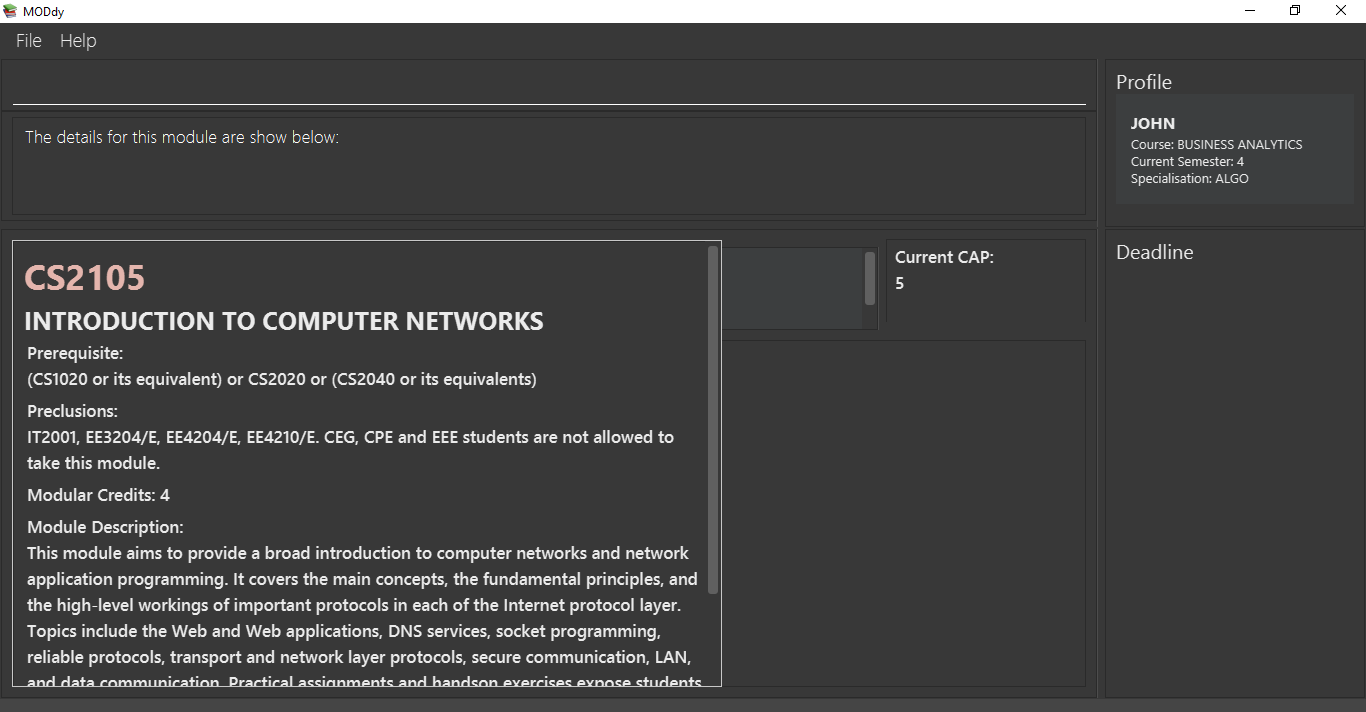 MODdy
File Help
The details for this module are show below:
Profile
JOHN
Course: BUSINESS ANALYTICS
Current Semester: 4
Specialisation: ALGO
CS2105
INTRODUCTION TO COMPUTER NETWORKS
Prerequisite:
(CS1020 or its equivalent) or CS2020 or (CS2040 or its equivalents)
Preclusions:
IT2001, EE3204/E, EE4204/E, EE4210/E. CEG, CPE and EEE students are not allowed to
take this module.
Modular Credits: 4
Module Description:
This module aims to provide a broad introduction to computer networks and network
application programming. It covers the main concepts, the fundamental principles, and
the high-level workings of important protocols in each of the Internet protocol layer.
Topics include the Web and Web applications, DNS services, socket programming,
reliable protocols, transport and network layer protocols, secure communication, LAN,
and data communication. Practical assignments and handson exercises expose students
Current CAP:
5
Deadline